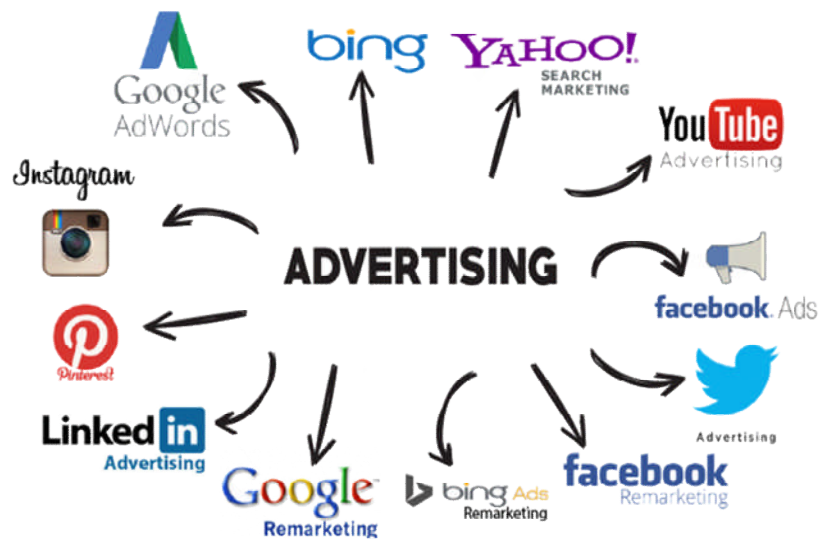 Google
AdWords
bing
YAHOO!
SEARCH
MARKETING
YouTube
Advertising
Instagram
ADVERTISING
facebook Ads
Pinterest
Advertising
Linked in
Advertising
Google™
Remarketing
bing Ads
Remarketing
facebook
Remarketing